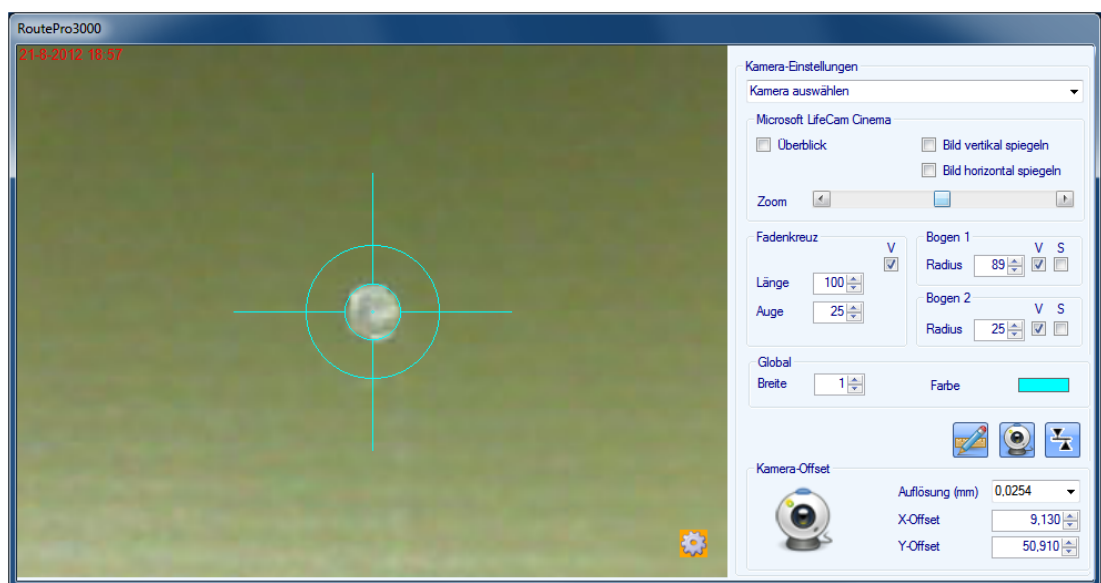 RoutePro3000
21-8-2012 18:57
Kamera-Einstellungen
Kamera auswählen
Microsoft LifeCam Cinema
Überblick
Bild vertikal spiegeln
Bild horizontal spiegeln
Zoom
Fadenkreuz
V
Länge 100
Auge 25
Bogen 1
V S
Radius 89
Bogen 2
V S
Radius 25
Global
Breite 1
Farbe
Kamera-Offset
Auflösung (mm) 0,0254
X-Offset 9,130
Y-Offset 50,910